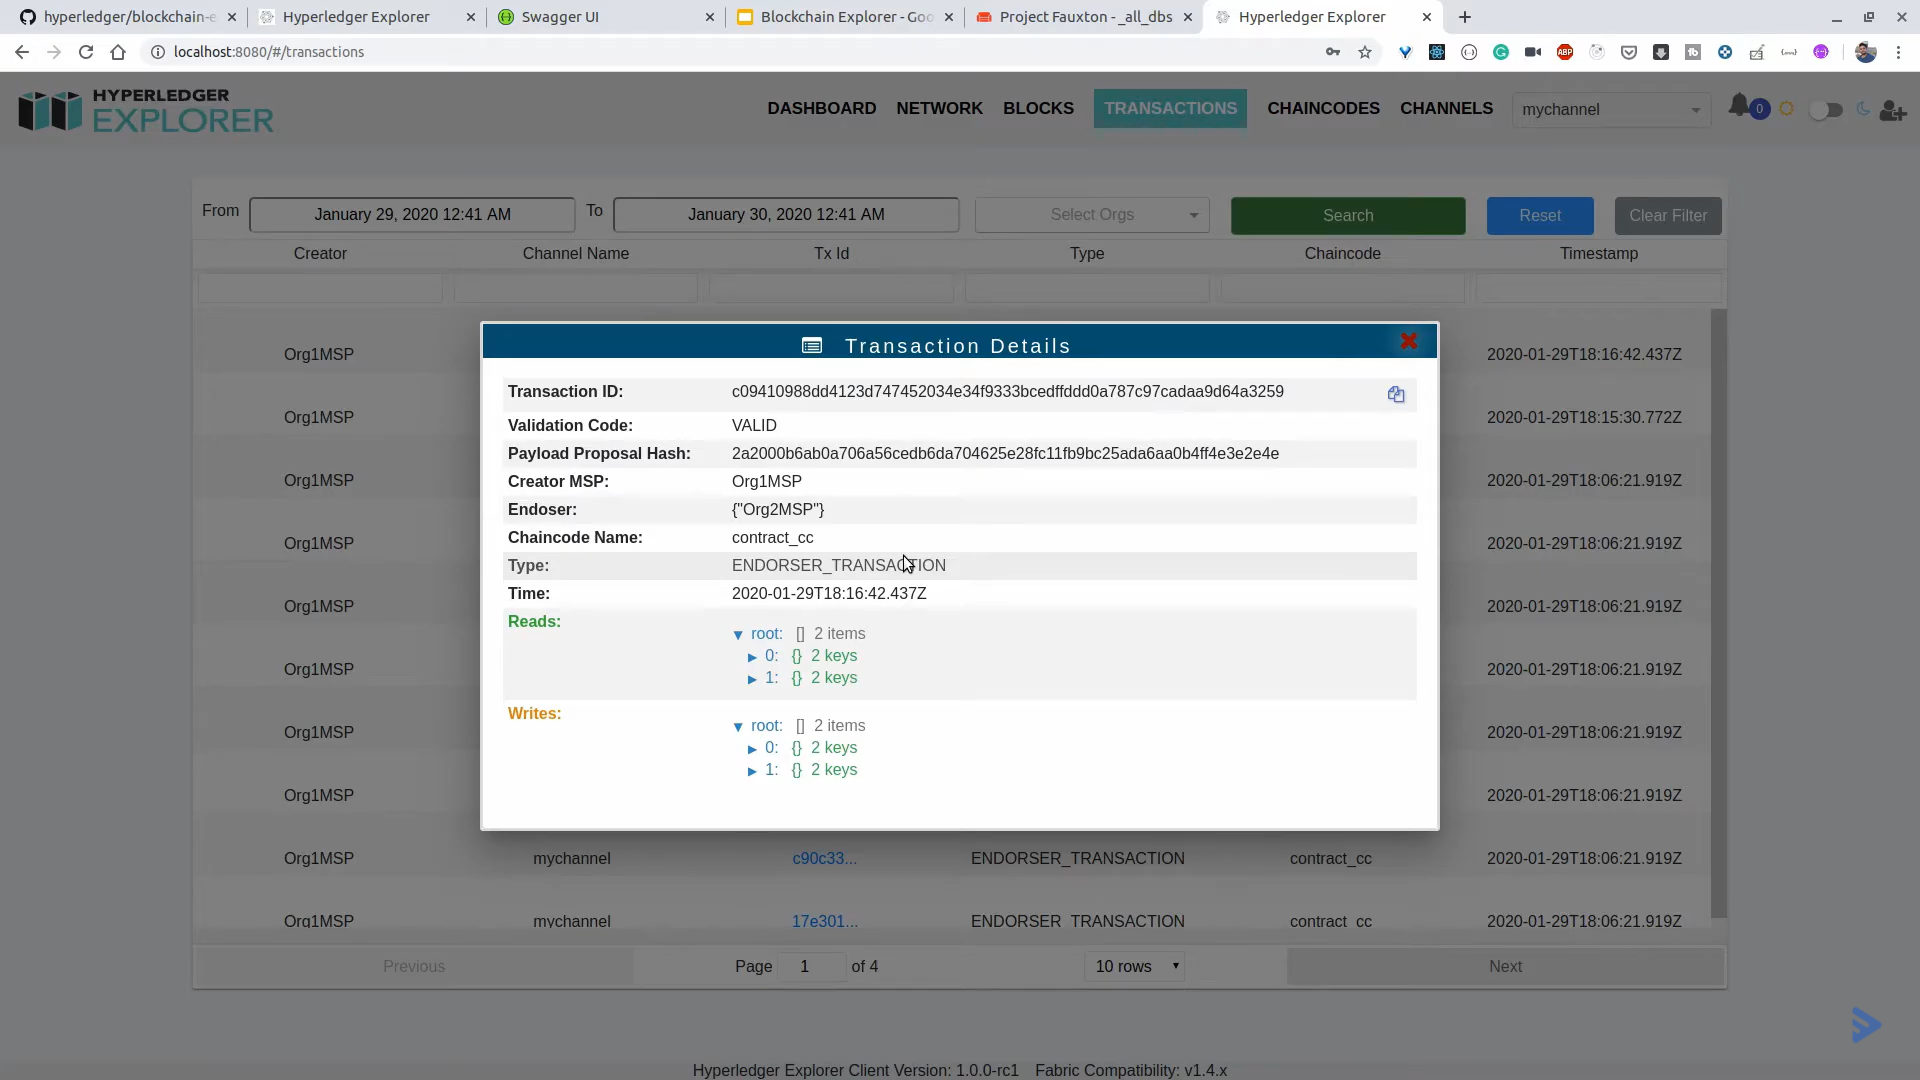 hyperledger/blockchain-e
Hyperledger Explorer
Swagger UI
Blockchain Explorer - Goo
Project Fauxton - _all_dbs
Hyperledger Explorer
localhost:8080/#/transactions
HYPERLEDGER
EXPLORER
DASHBOARD NETWORK BLOCKS TRANSACTIONS CHAINCODES CHANNELS mychannel 0
From January 29, 2020 12:41 AM To January 30, 2020 12:41 AM Select Orgs Search Reset Clear Filter
Creator Channel Name Tx Id Type Chaincode Timestamp
Transaction Details
Transaction ID: c09410988dd4123d747452034e34f9333bcedffddd0a787c97cadaa9d64a3259
Validation Code: VALID
Payload Proposal Hash: 2a2000b6ab0a706a56cedb6da704625e28fc11fb9bc25ada6aa0b4ff4e3e2e4e
Creator MSP: Org1MSP
Endoser: {"Org2MSP"}
Chaincode Name: contract_cc
Type: ENDORSER_TRANSACTION
Time: 2020-01-29T18:16:42.437Z
Reads:
root: [] 2 items
0: {} 2 keys
1: {} 2 keys
Writes:
root: [] 2 items
0: {} 2 keys
1: {} 2 keys
Org1MSP 2020-01-29T18:16:42.437Z
Org1MSP 2020-01-29T18:15:30.772Z
Org1MSP 2020-01-29T18:06:21.919Z
Org1MSP 2020-01-29T18:06:21.919Z
Org1MSP 2020-01-29T18:06:21.919Z
Org1MSP 2020-01-29T18:06:21.919Z
Org1MSP 2020-01-29T18:06:21.919Z
Org1MSP 2020-01-29T18:06:21.919Z
Org1MSP mychannel c90c33... ENDORSER_TRANSACTION contract_cc 2020-01-29T18:06:21.919Z
Org1MSP mychannel 17e301... ENDORSER_TRANSACTION contract_cc 2020-01-29T18:06:21.919Z
Previous Page 1 of 4 10 rows Next
Hyperledger Explorer Client Version: 1.0.0-rc1 Fabric Compatibility: v1.4.x